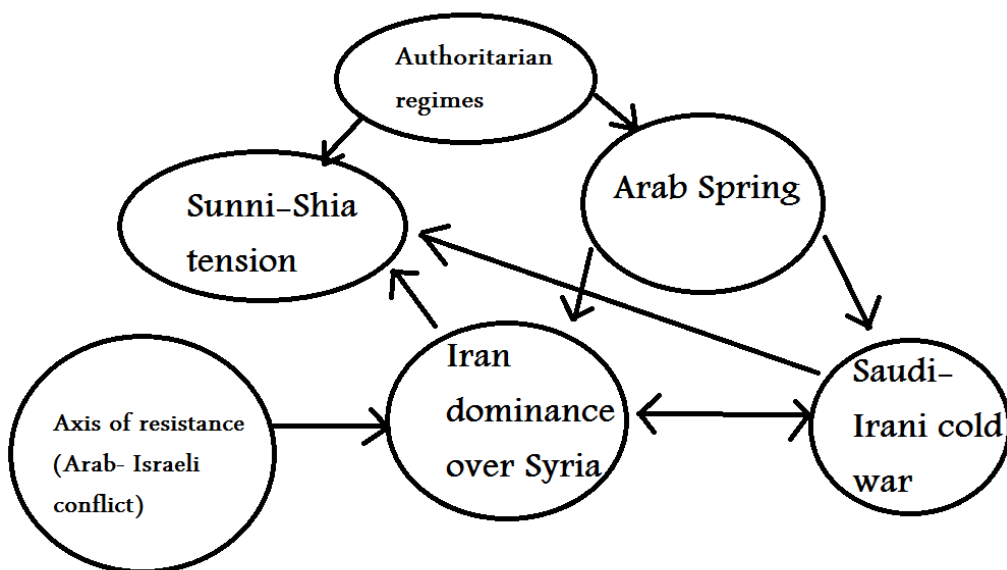 Authoritarian
regimes
Arab Spring
Sunni-Shia
tension
Iran
dominance
over Syria
Saudi-
Irani cold
war
Axis of resistance
(Arab- Israeli
conflict)